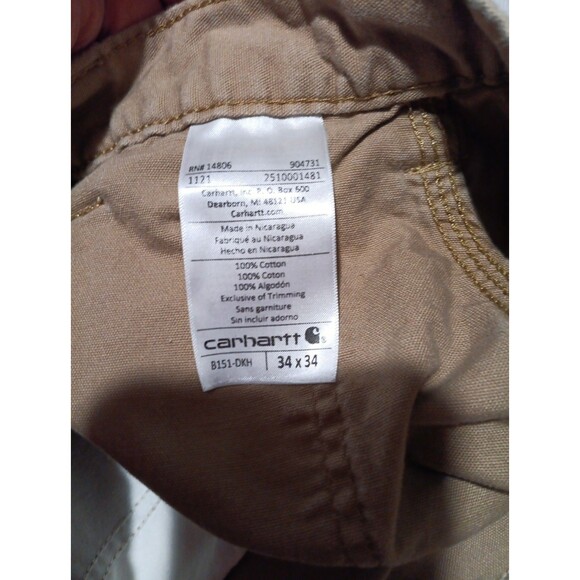 RN# 14806 904731
1121 2510001481
Carhartt, Inc. P. O. Box 500
Dearborn, MI 48121 USA
Carhartt.com
Made in Nicaragua
Fabriqué au Nicaragua
Hecho en Nicaragua
100% Cotton
100% Coton
100% Algodón
Exclusive of Trimming
Sans garniture
Sin incluir adorno
carhartt
B151-DKH 34 x 34